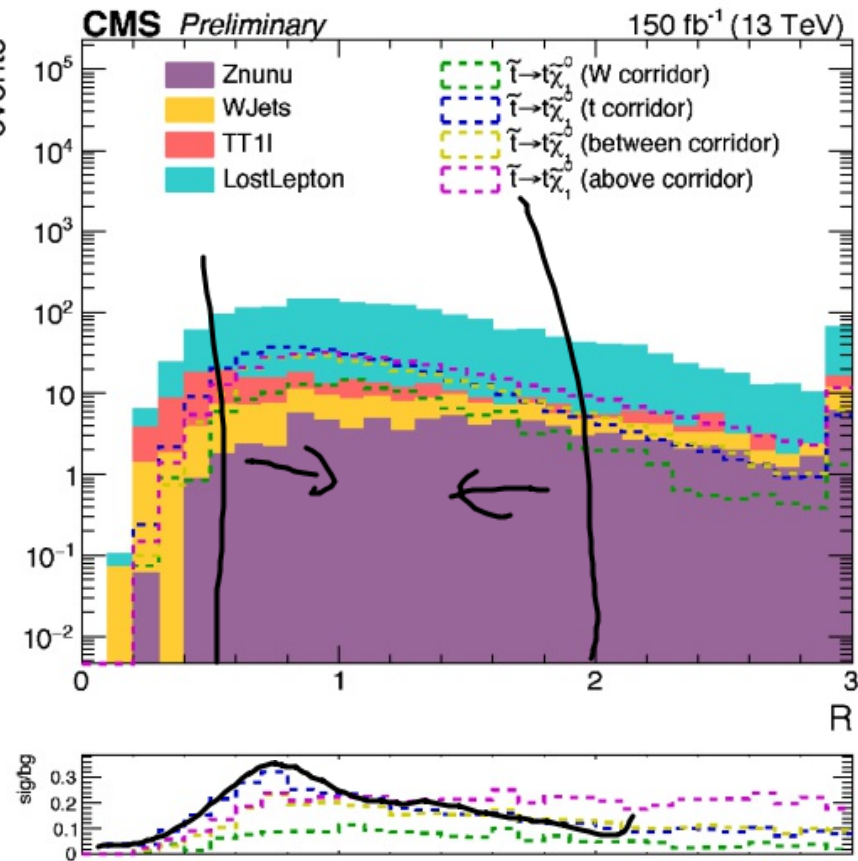 CMS Preliminary 150 fb⁻¹ (13 TeV)
events
10⁵
10⁴
10³
10²
10
1
10⁻¹
10⁻²
Znunu
WJets
TT1l
LostLepton
t̃→tχ̃₁⁰ (W corridor)
t̃→tχ̃₁⁰ (t corridor)
t̃→tχ̃₁⁰ (between corridor)
t̃→tχ̃₁⁰ (above corridor)
0 1 2 3
R
sig/bg
0.3
0.2
0.1
0